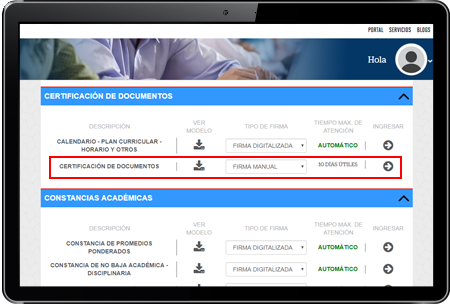 PORTAL SERVICIOS BLOGS
Hola
CERTIFICACIÓN DE DOCUMENTOS
DESCRIPCIÓN VER MODELO TIPO DE FIRMA TIEMPO MAX. DE ATENCIÓN INGRESAR
CALENDARIO - PLAN CURRICULAR - HORARIO Y OTROS FIRMA DIGITALIZADA AUTOMÁTICO
CERTIFICACIÓN DE DOCUMENTOS FIRMA MANUAL 10 DÍAS ÚTILES
CONSTANCIAS ACADÉMICAS
DESCRIPCIÓN VER MODELO TIPO DE FIRMA TIEMPO MAX. DE ATENCIÓN INGRESAR
CONSTANCIA DE PROMEDIOS PONDERADOS FIRMA DIGITALIZADA AUTOMÁTICO
CONSTANCIA DE NO BAJA ACADÉMICA - DISCIPLINARIA FIRMA DIGITALIZADA AUTOMÁTICO
FIRMA DIGITALIZADA AUTOMÁTICO